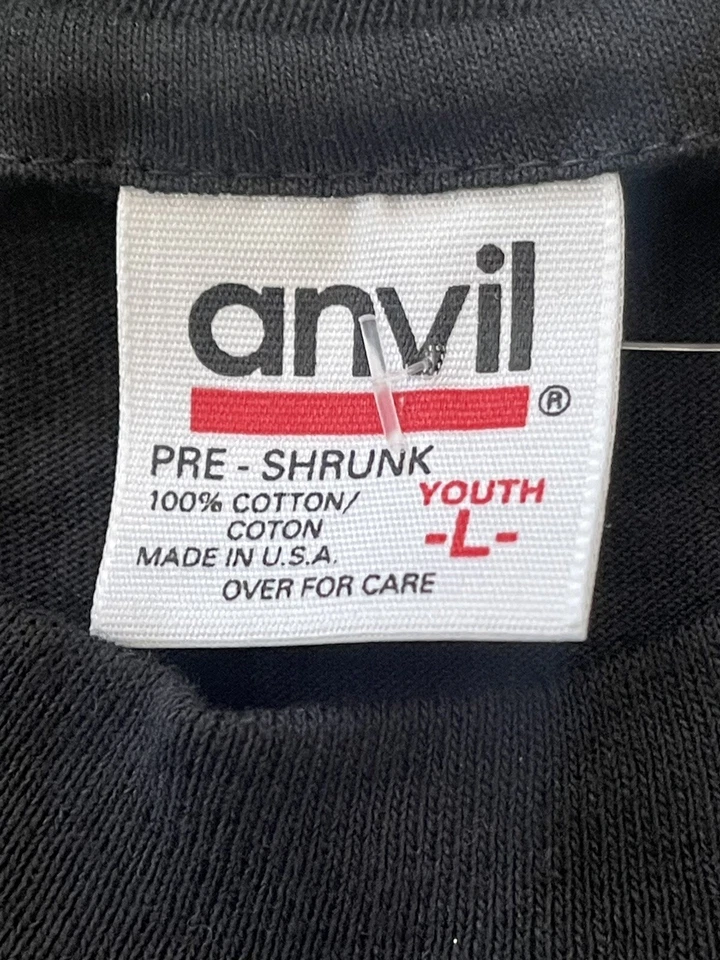 anvil®
PRE - SHRUNK
100% COTTON/
COTON
YOUTH
-L-
MADE IN U.S.A.
OVER FOR CARE